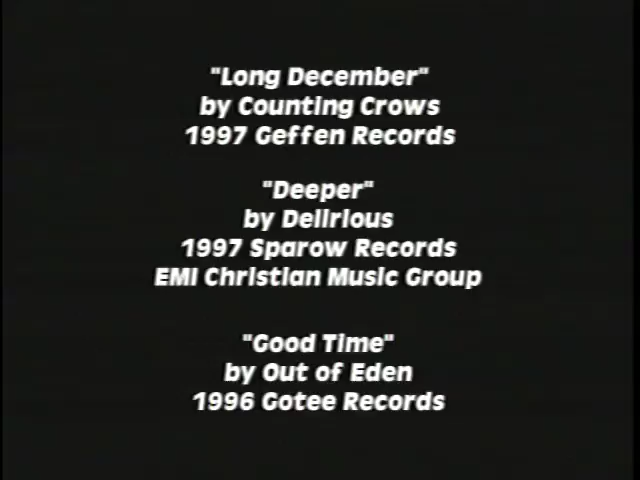 "Long December"
by Counting Crows
1997 Geffen Records
"Deeper"
by Delirious
1997 Sparow Records
EMI Christian Music Group
"Good Time"
by Out of Eden
1996 Gotee Records